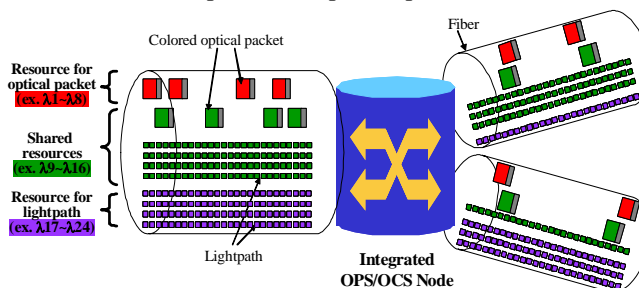 Colored optical packet
Fiber
Resource for
optical packet
(ex. λ1~λ8)
Shared
resources
(ex. λ9~λ16)
Resource for
lightpath
(ex. λ17~λ24)
Lightpath
Integrated
OPS/OCS Node